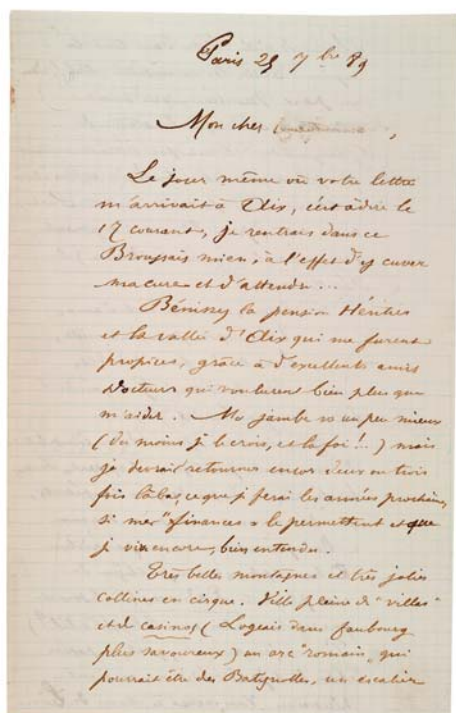 Paris 25 7bre 89
Mon cher ,
Le jour même où votre lettre
m'arrivait à Aix, c'est à dire le
17 courant, je rentrais dans ce
Broussais mien, à l'effet d'y cuver
ma cure et d'attendre...
Bénissez la pension Héritier
et la vallée d'Aix qui me furent
propices, grâce à d'excellents amis
docteurs qui voulurent bien plus que
m'aider. Ma jambe va un peu mieux
(du moins je le crois, et la foi!..) mais
je devrai retourner encor deux ou trois
fois là bas, ce que je ferai les années prochaines
si mes "finances" le permettent et que
je vive encore, bien entendu.
Très belles montagnes et très jolies
collines en cirque. Ville pleine de "villas"
et de casinos (Logeais dans faubourg
plus savoureux) un arc "romain" qui
pourrait être des Batignolles, un escalier